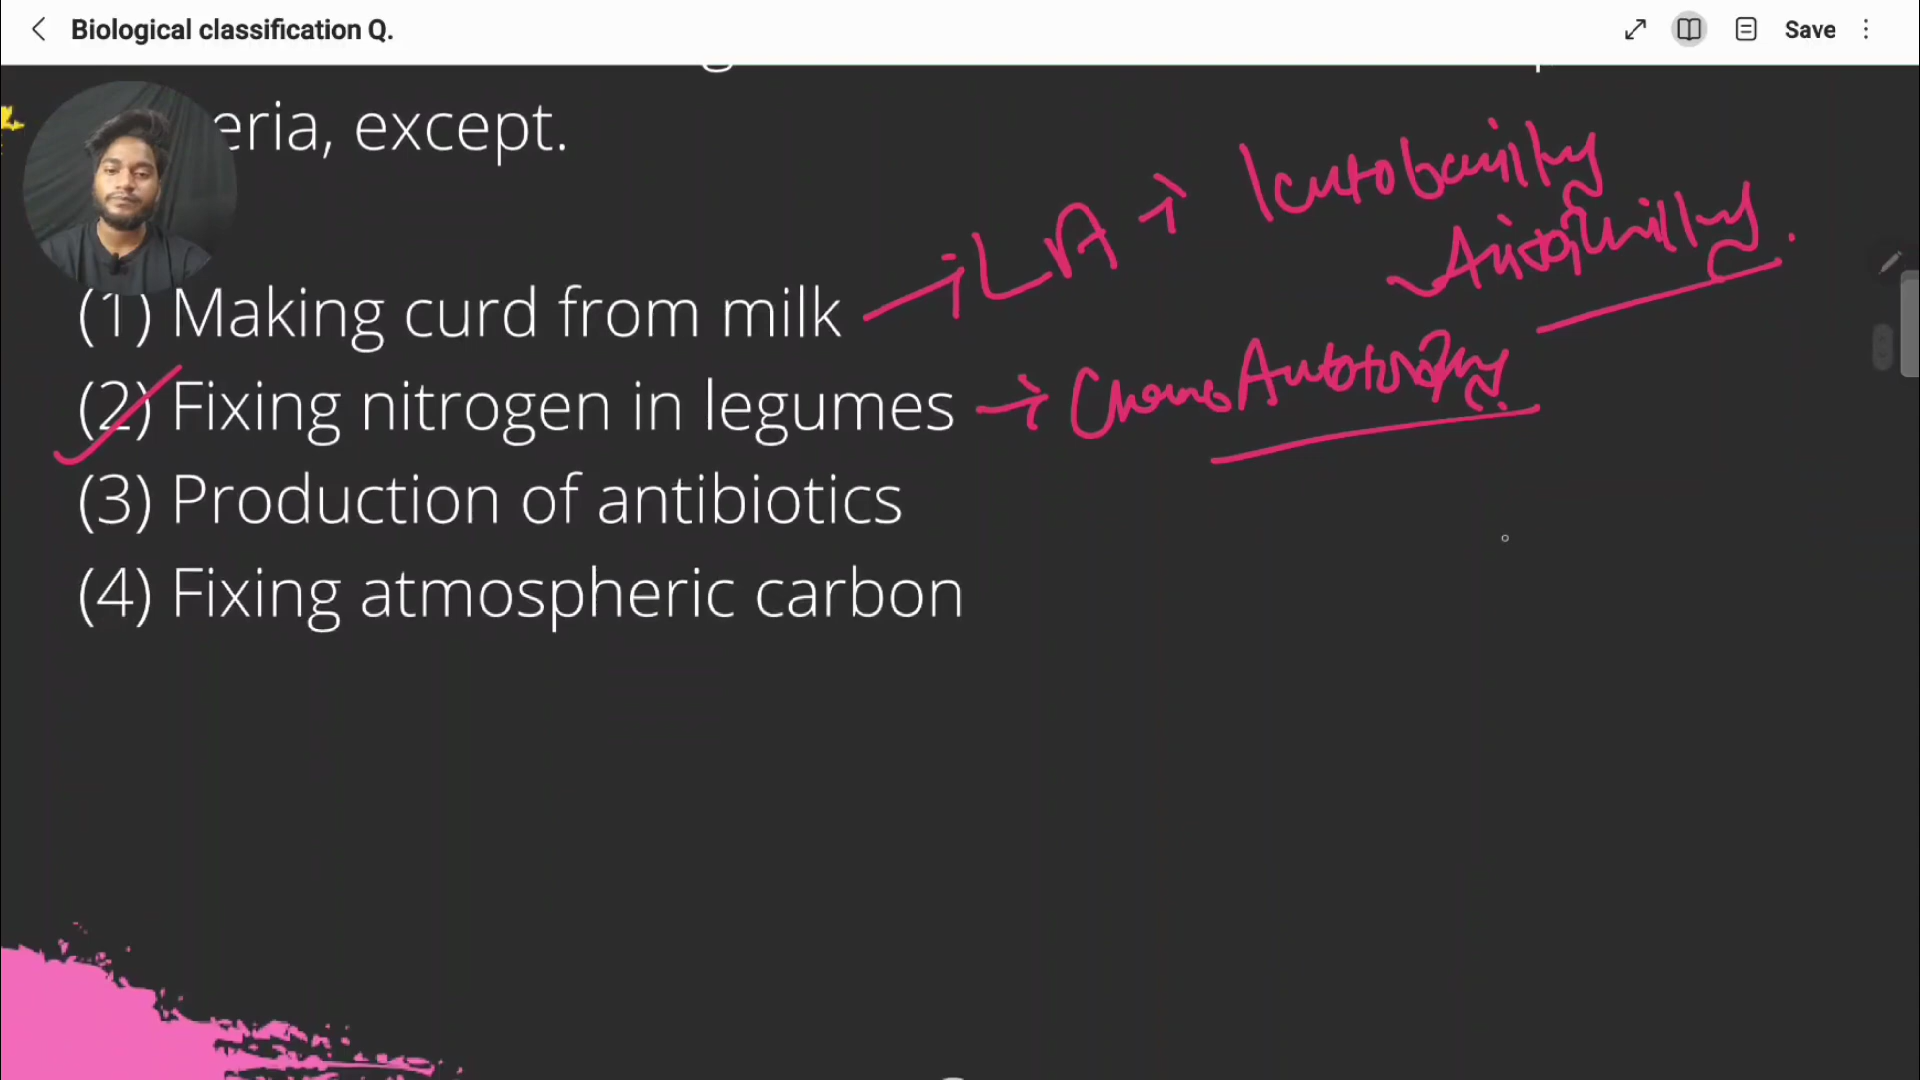 Biological classification Q.
Save
eria, except.
(1) Making curd from milk
LA
(2) Fixing nitrogen in legumes
(3) Production of antibiotics
(4) Fixing atmospheric carbon